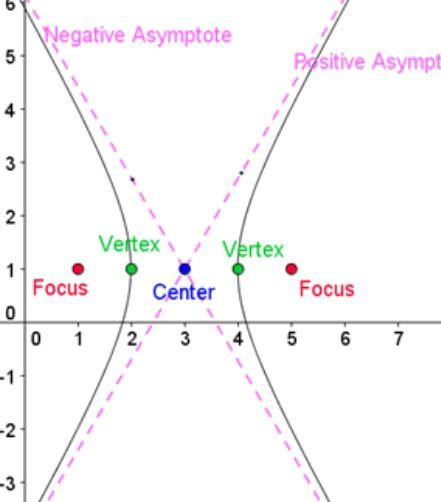 6
Negative Asymptote
5
Positive Asympt
4
3
2
Vertex
Vertex
1
Focus
Center
Focus
0
0 1 2 3 4 5 6 7
-1
-2
-3